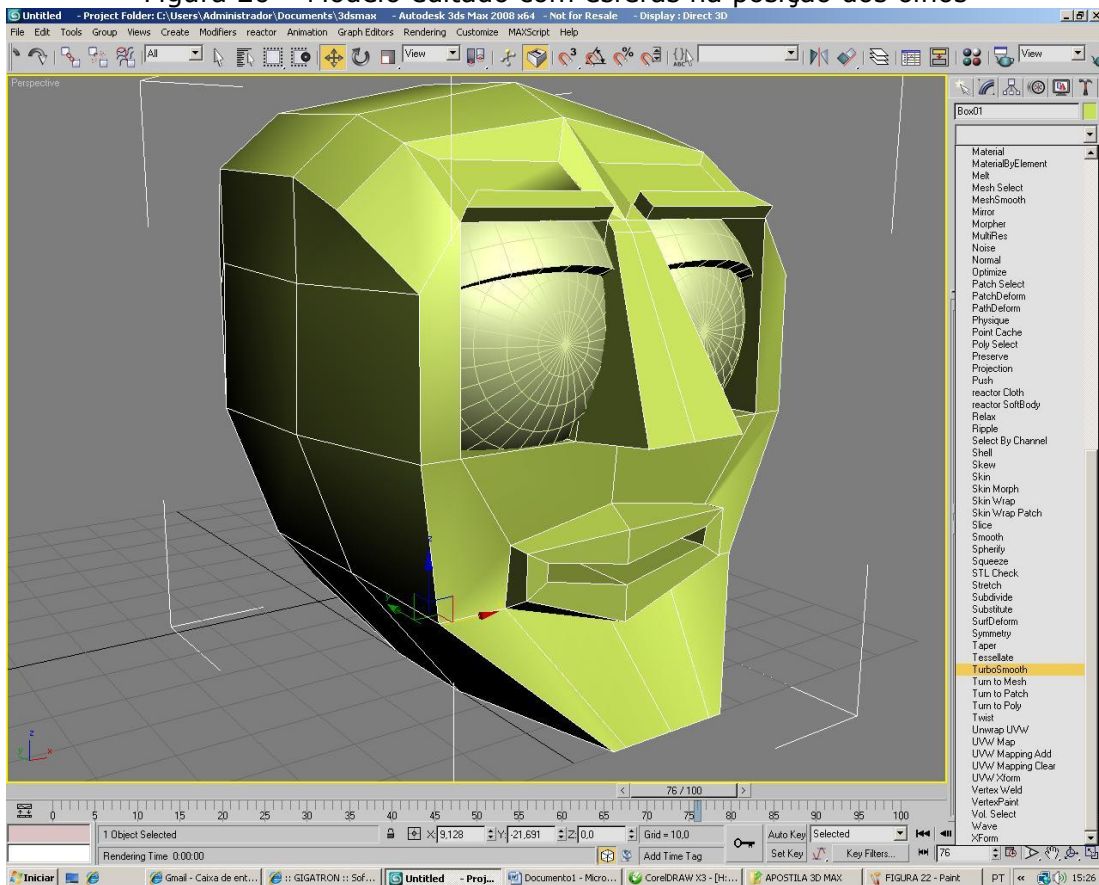 Figura 20 – Modelo editado com esferas na posição dos olhos
Untitled - Project Folder: C:\Users\Administrador\Documents\3dsmax - Autodesk 3ds Max 2008 x64 - Not for Resale - Display : Direct 3D
File Edit Tools Group Views Create Modifiers reactor Animation Graph Editors Rendering Customize MAXScript Help
All View View
Perspective
Box01
Material
MaterialByElement
Melt
Mesh Select
MeshSmooth
Mirror
Morpher
MultiRes
Noise
Normal
Optimize
Patch Select
PatchDeform
PathDeform
Physique
Point Cache
Poly Select
Preserve
Projection
Push
reactor Cloth
reactor SoftBody
Relax
Ripple
Select By Channel
Shell
Skew
Skin
Skin Morph
Skin Wrap
Skin Wrap Patch
Slice
Smooth
Spherify
Squeeze
STL Check
Stretch
Subdivide
Substitute
SurfDeform
Symmetry
Taper
Tessellate
TurboSmooth
Turn to Mesh
Turn to Patch
Turn to Poly
Twist
Unwrap UVW
UVW Map
UVW Mapping Add
UVW Mapping Clear
UVW Xform
Vertex Weld
VertexPaint
Vol. Select
Wave
XForm
z
z
y x
< 76 / 100 >
0 5 10 15 20 25 30 35 40 45 50 55 60 65 70 75 80 85 90 95 100
1 Object Selected X: 9,128 Y: -21,691 Z: 0,0 Grid = 10,0 Auto Key Selected
Rendering Time 0:00:00 Add Time Tag Set Key Key Filters... 76
Iniciar Gmail - Caixa de ent... :: GIGATRON :: Sof... Untitled - Proj... Documento1 - Micro... CorelDRAW X3 - [H:... APOSTILA 3D MAX FIGURA 22 - Paint PT « 15:26